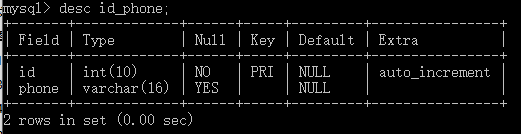 mysql> desc id_phone;
+-------+-------------+------+-----+---------+----------------+
| Field | Type | Null | Key | Default | Extra |
+-------+-------------+------+-----+---------+----------------+
| id | int(10) | NO | PRI | NULL | auto_increment |
| phone | varchar(16) | YES | | NULL | |
+-------+-------------+------+-----+---------+----------------+
2 rows in set (0.00 sec)